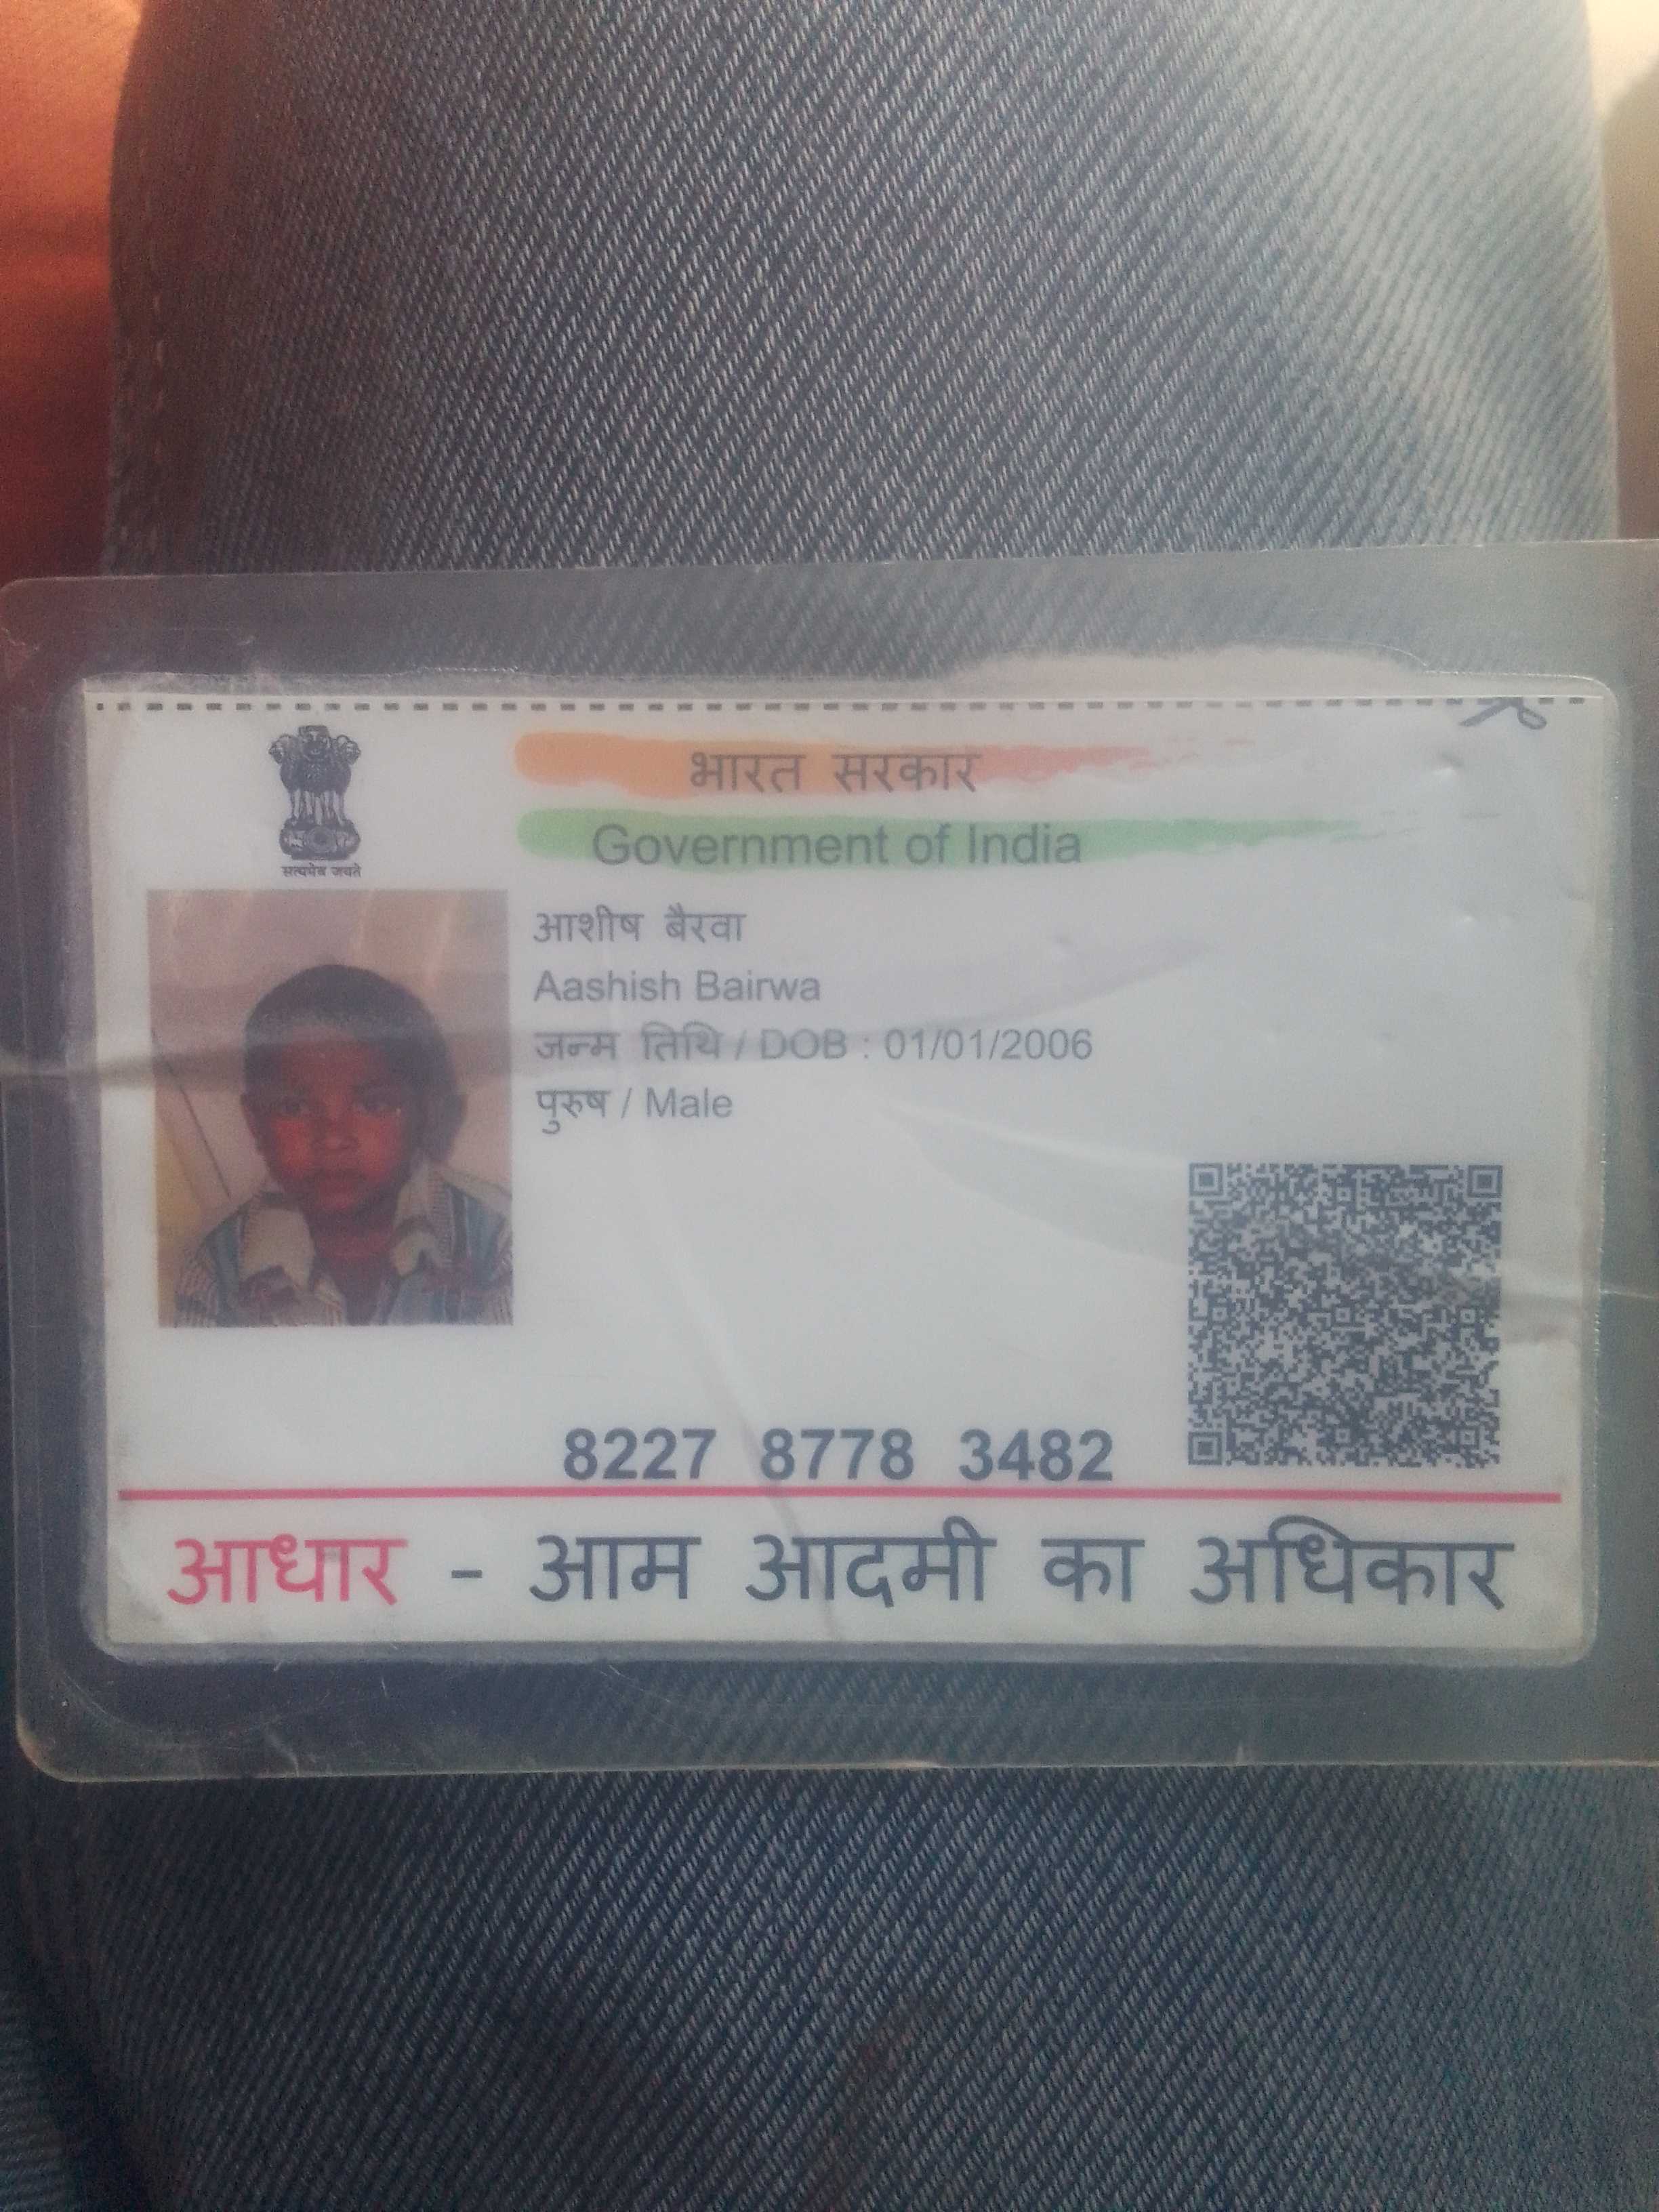 सत्यमेव जयते
भारत सरकार
Government of India
आशीष बैरवा
Aashish Bairwa
जन्म तिथि / DOB : 01/01/2006
पुरुष / Male
8227 8778 3482
आधार - आम आदमी का अधिकार